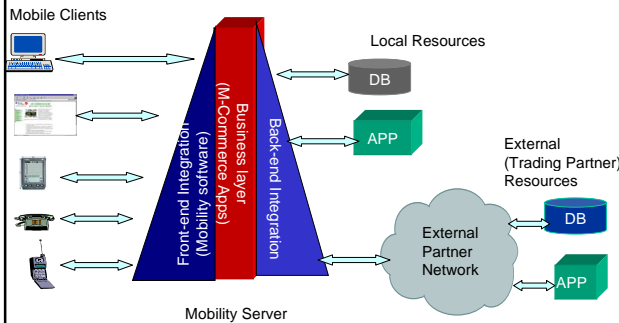 Mobile Clients
Local Resources
DB
APP
Front-end Integration
(Mobility software)
Business layer
(M-Commerce Apps)
Back-end Integration
External
(Trading Partner)
Resources
DB
External
Partner
Network
APP
Mobility Server